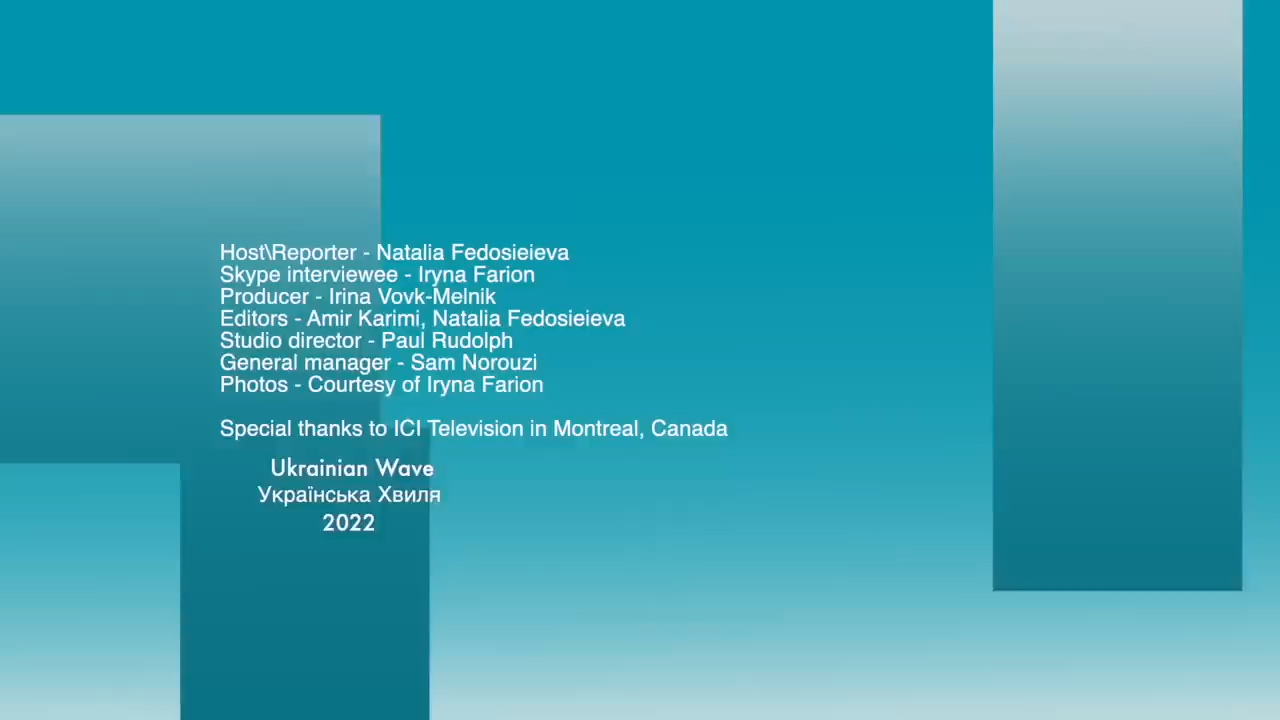 Host\Reporter - Natalia Fedosieieva
Skype interviewee - Iryna Farion
Producer - Irina Vovk-Melnik
Editors - Amir Karimi, Natalia Fedosieieva
Studio director - Paul Rudolph
General manager - Sam Norouzi
Photos - Courtesy of Iryna Farion
Special thanks to ICI Television in Montreal, Canada
Ukrainian Wave
Українська Хвиля
2022